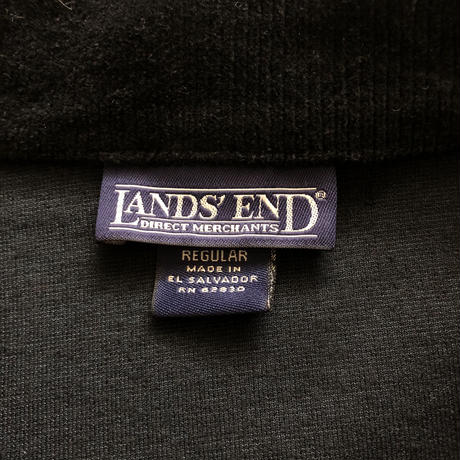 LANDS' END®
DIRECT MERCHANTS
REGULAR
MADE IN
EL SALVADOR
RN 62830